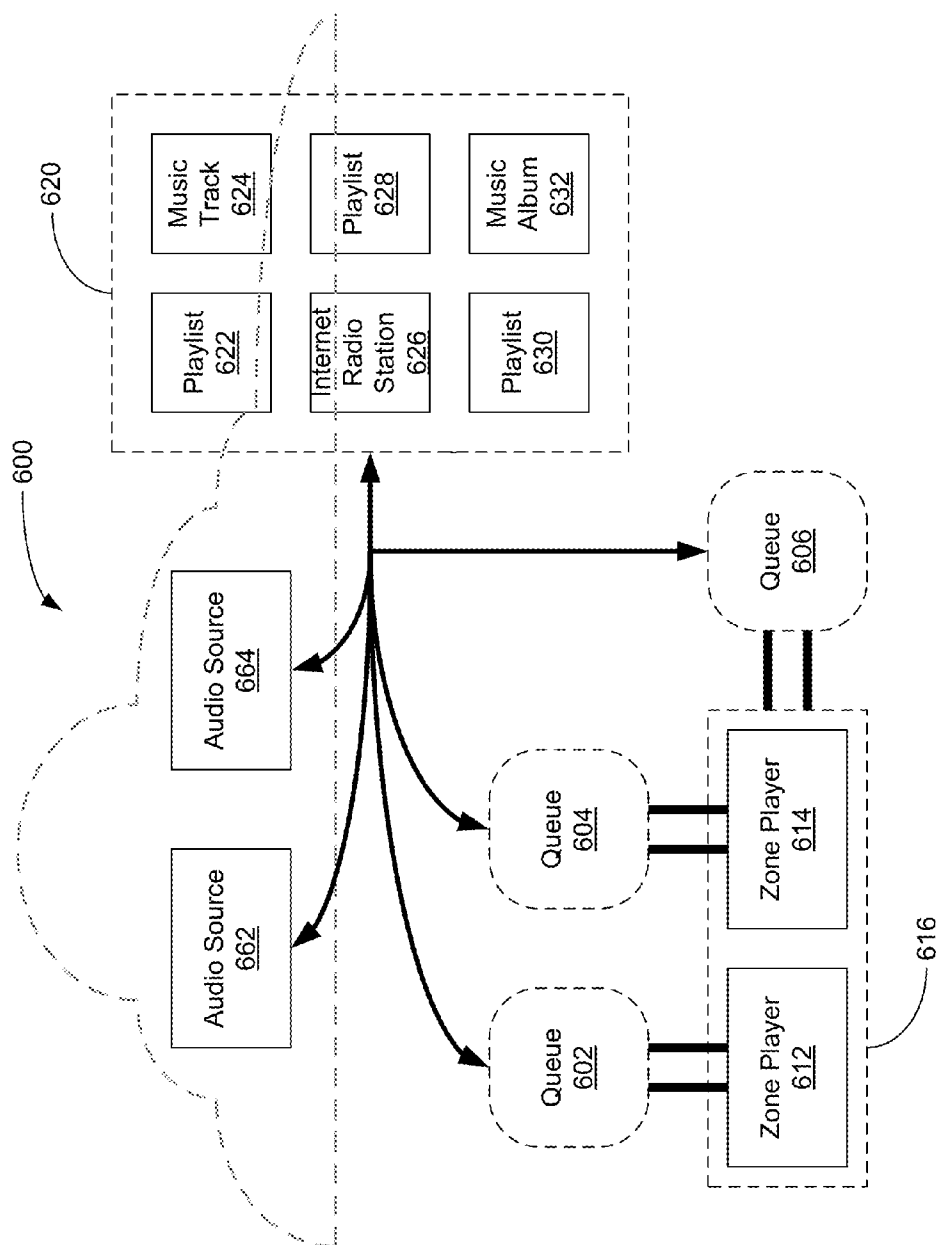 600
620
Audio Source
662
Audio Source
664
Playlist
622
Music
Track
624
Internet
Radio
Station
626
Playlist
628
Playlist
630
Music
Album
632
Queue
602
Queue
604
Queue
606
Zone Player
612
Zone Player
614
616